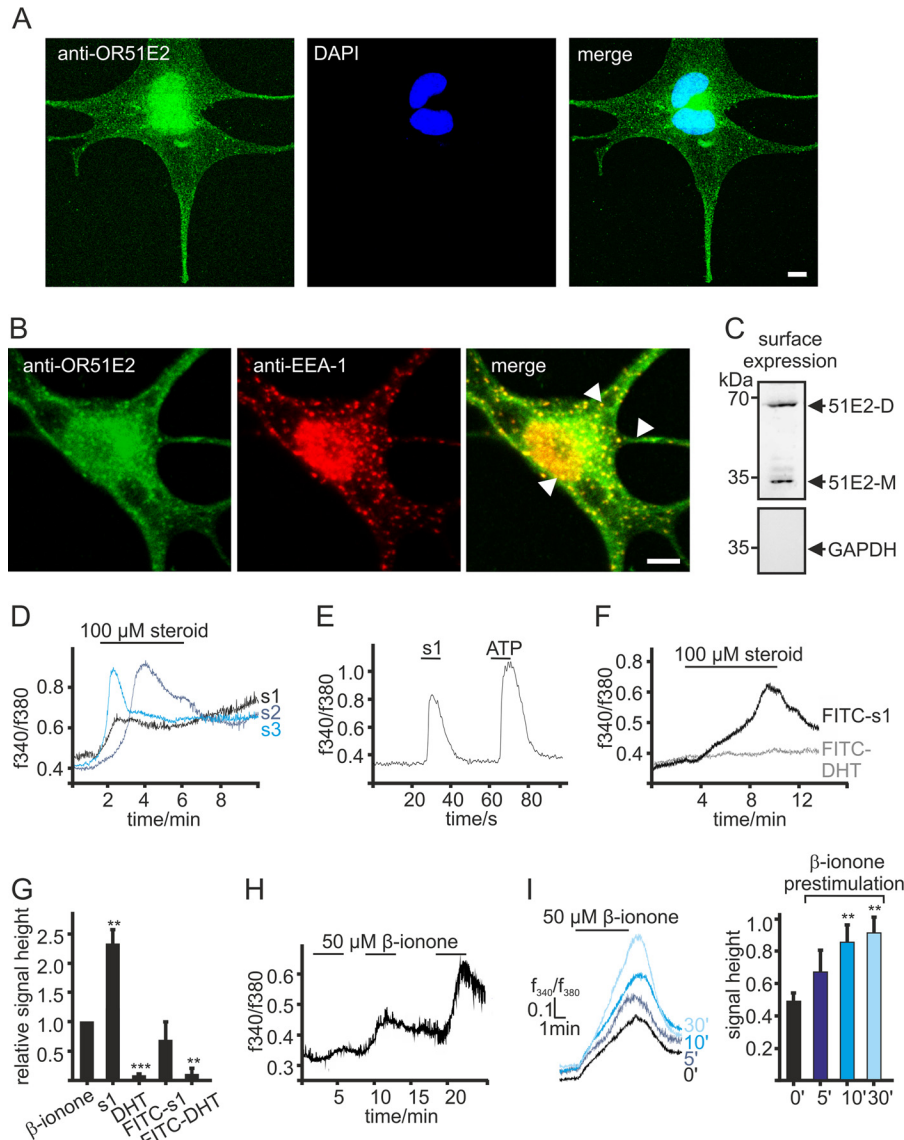 A
anti-OR51E2
DAPI
merge
B
anti-OR51E2
anti-EEA-1
merge
C
surface
expression
kDa
70
51E2-D
35
51E2-M
35
GAPDH
D
100 µM steroid
f340/f380
0.8
0.6
0.4
s1
s2
s3
2
4
6
8
time/min
E
s1
ATP
f340/f380
1.0
0.8
0.6
0.4
20
40
60
80
time/s
F
100 µM steroid
f340/f380
0.8
0.6
0.4
FITC-s1
FITC-
DHT
4
8
12
time/min
G
relative signal height
2.5
2.0
1.5
1.0
**
***
**
β-ionone
s1
DHT
FITC-s1
FITC-DHT
H
50 µM β-ionone
f340/f380
0.6
0.5
0.4
0.3
5
10
15
20
time/min
I
50 µM β-ionone
f340/f380
0.1
1min
30'
10'
5'
0'
β-ionone
prestimulation
signal height
1.0
0.8
0.6
0.4
0.2
**
**
0'
5'
10'
30'